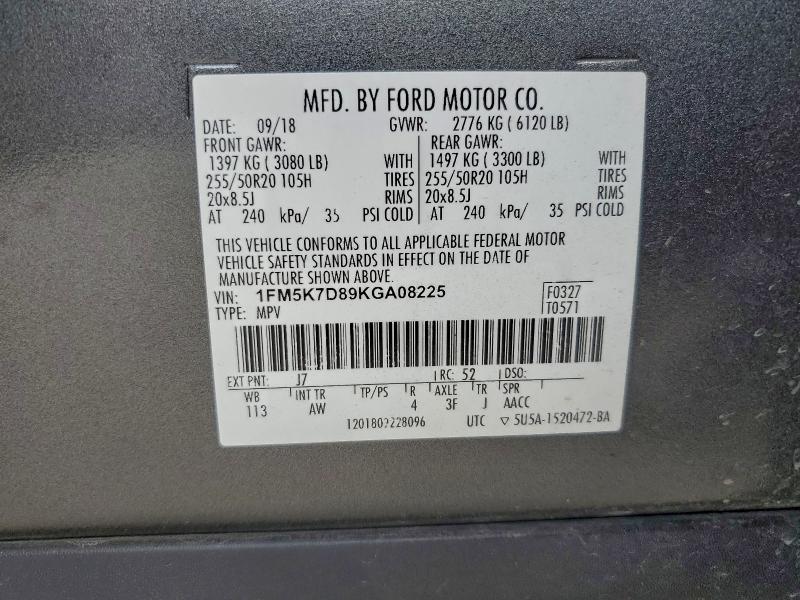 MFD. BY FORD MOTOR CO.
DATE: 09/18 GVWR: 2776 KG ( 6120 LB)
FRONT GAWR: REAR GAWR:
1397 KG ( 3080 LB) WITH 1497 KG ( 3300 LB) WITH
255/50R20 105H TIRES 255/50R20 105H TIRES
20x8.5J RIMS 20x8.5J RIMS
AT 240 kPa/ 35 PSI COLD AT 240 kPa/ 35 PSI COLD
THIS VEHICLE CONFORMS TO ALL APPLICABLE FEDERAL MOTOR
VEHICLE SAFETY STANDARDS IN EFFECT ON THE DATE OF
MANUFACTURE SHOWN ABOVE.
VIN: 1FM5K7D89KGA08225 F0327
TYPE: MPV T0571
EXT PNT: J7 RC: 52 DSO:
WB INT TR TP/PS R AXLE TR SPR
113 AW 4 3F J AACC
1201809228096 UTC ▽ 5U5A-1520472-BA